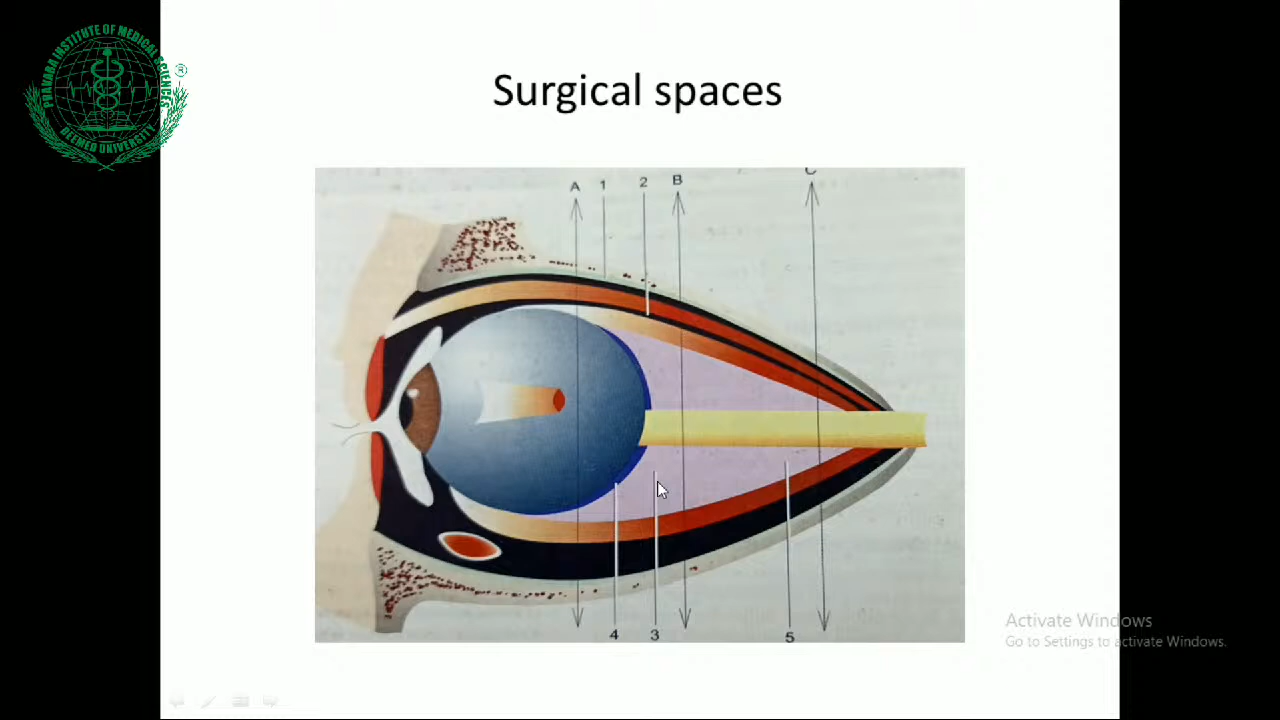 PRAVARA INSTITUTE OF MEDICAL SCIENCES
DEEMED UNIVERSITY
®
Surgical spaces
A 1 2 B C
4 3 5
Activate Windows
Go to Settings to activate Windows.